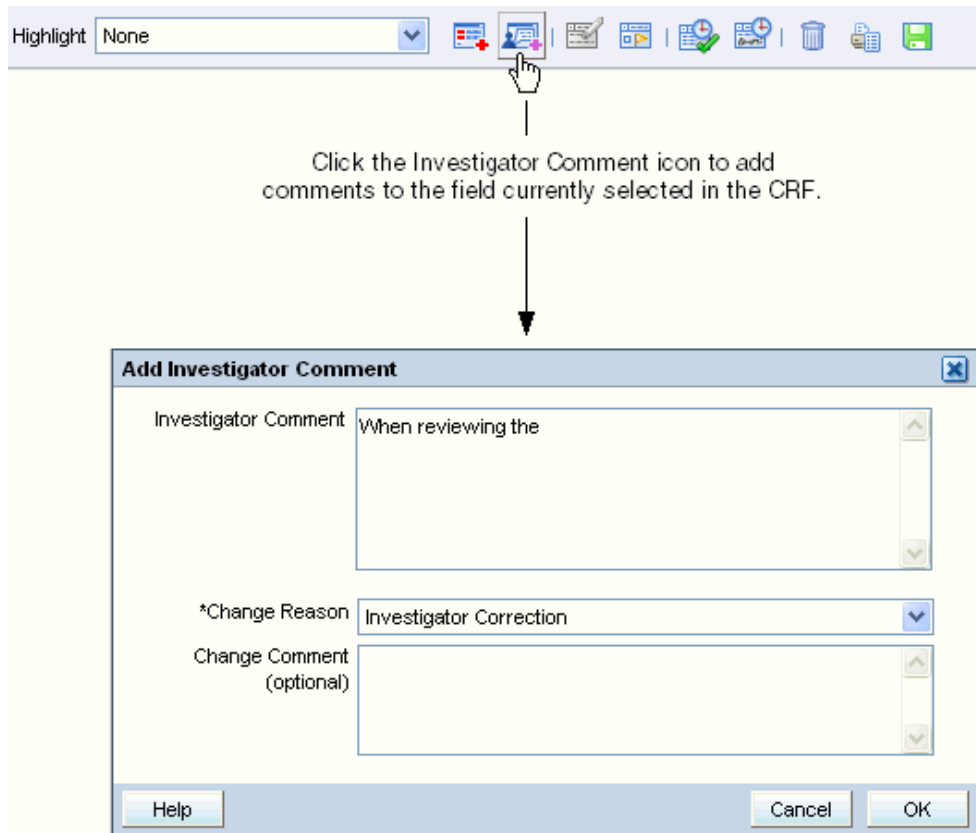 Highlight None
Click the Investigator Comment icon to add
comments to the field currently selected in the CRF.
Add Investigator Comment
Investigator Comment When reviewing the
*Change Reason Investigator Correction
Change Comment
(optional)
Help Cancel OK